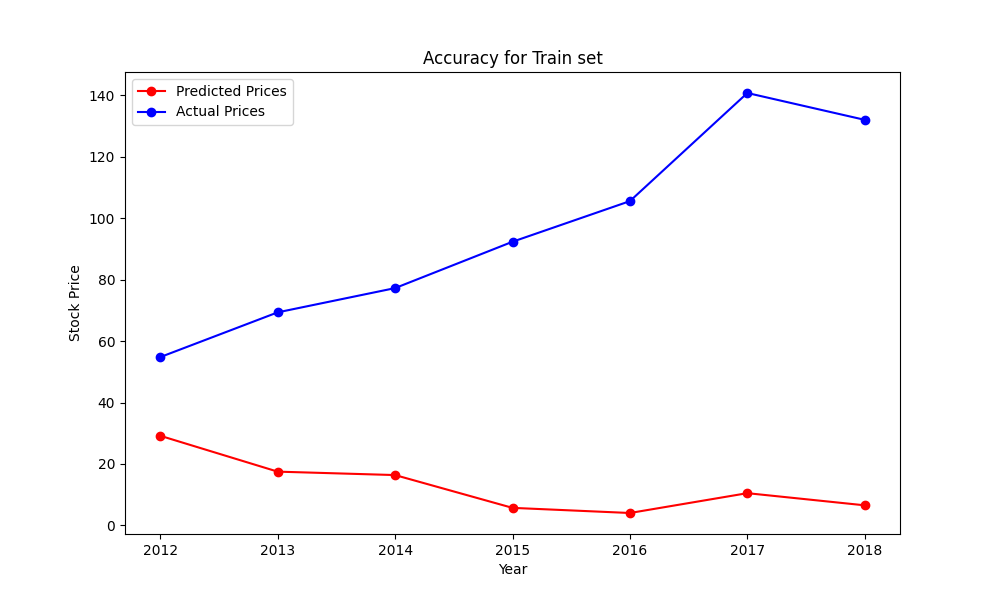 Accuracy for Train set
Predicted Prices
Actual Prices
140
120
100
80
60
40
20
0
Stock Price
2012 2013 2014 2015 2016 2017 2018
Year